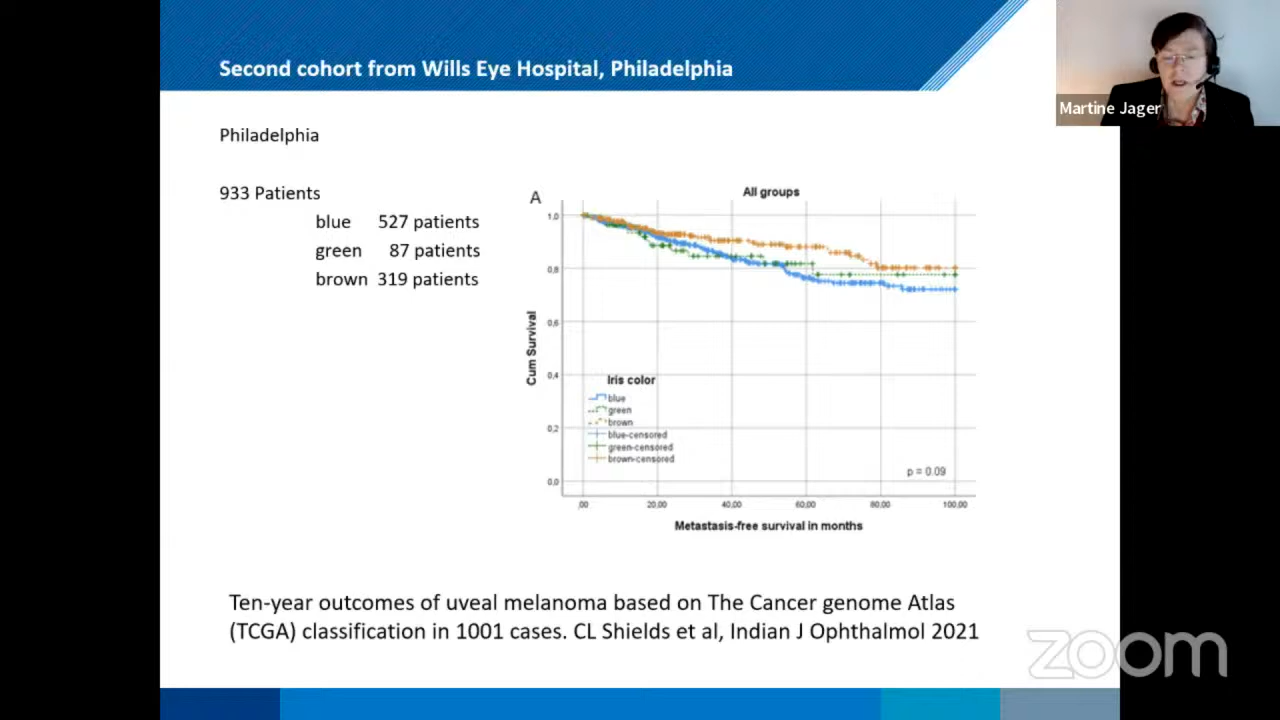 Second cohort from Wills Eye Hospital, Philadelphia
Martine Jager
Philadelphia
933 Patients
blue 527 patients
green 87 patients
brown 319 patients
A
All groups
1,0
0,8
0,6
0,4
0,2
0,0
Cum Survival
Iris color
blue
green
brown
blue-censored
green-censored
brown-censored
p = 0.09
,00 20,00 40,00 60,00 80,00 100,00
Metastasis-free survival in months
Ten-year outcomes of uveal melanoma based on The Cancer genome Atlas
(TCGA) classification in 1001 cases. CL Shields et al, Indian J Ophthalmol 2021
zoom